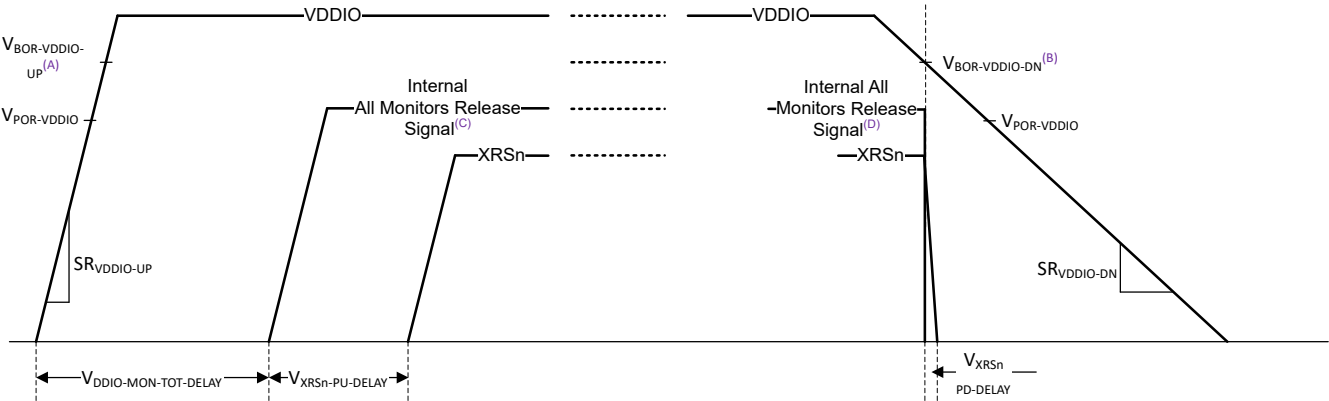 VDDIO
VDDIO
VBOR-VDDIO-
UP(A)
VBOR-VDDIO-DN(B)
Internal
All Monitors Release
Signal(C)
Internal All
Monitors Release
Signal(D)
VPOR-VDDIO
VPOR-VDDIO
XRSn
XRSn
SRVDDIO-UP
SRVDDIO-DN
VDDIO-MON-TOT-DELAY
VXRSn-PU-DELAY
VXRSn
PD-DELAY